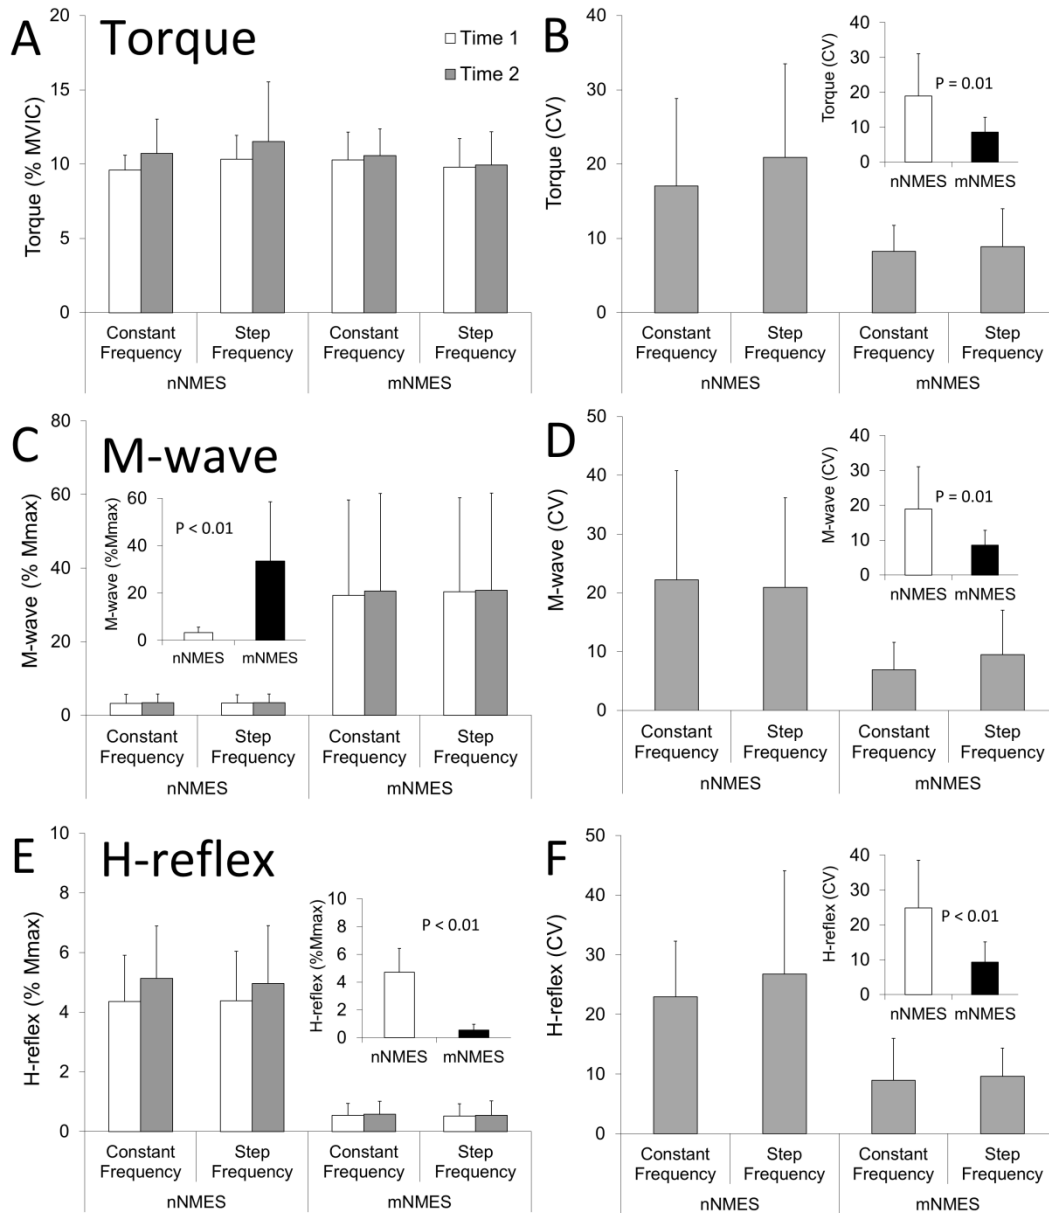 A Torque
Time 1
Time 2
Torque (% MVIC)
20
15
10
5
0
Constant Frequency
Step Frequency
Constant Frequency
Step Frequency
nNMES
mNMES
B
Torque (CV)
40
30
20
10
0
Torque (CV)
40
30
20
10
0
P = 0.01
nNMES
mNMES
Constant Frequency
Step Frequency
Constant Frequency
Step Frequency
nNMES
mNMES
C M-wave
M-wave (% Mmax)
80
60
40
20
0
M-wave (%Mmax)
60
40
20
0
P < 0.01
nNMES
mNMES
Constant Frequency
Step Frequency
Constant Frequency
Step Frequency
nNMES
mNMES
D
M-wave (CV)
50
40
30
20
10
0
M-wave (CV)
40
30
20
10
0
P = 0.01
nNMES
mNMES
Constant Frequency
Step Frequency
Constant Frequency
Step Frequency
nNMES
mNMES
E H-reflex
H-reflex (% Mmax)
10
8
6
4
2
0
H-reflex (%Mmax)
10
8
6
4
2
0
P < 0.01
nNMES
mNMES
Constant Frequency
Step Frequency
Constant Frequency
Step Frequency
nNMES
mNMES
F
H-reflex (CV)
50
40
30
20
10
0
H-reflex (CV)
40
30
20
10
0
P < 0.01
nNMES
mNMES
Constant Frequency
Step Frequency
Constant Frequency
Step Frequency
nNMES
mNMES